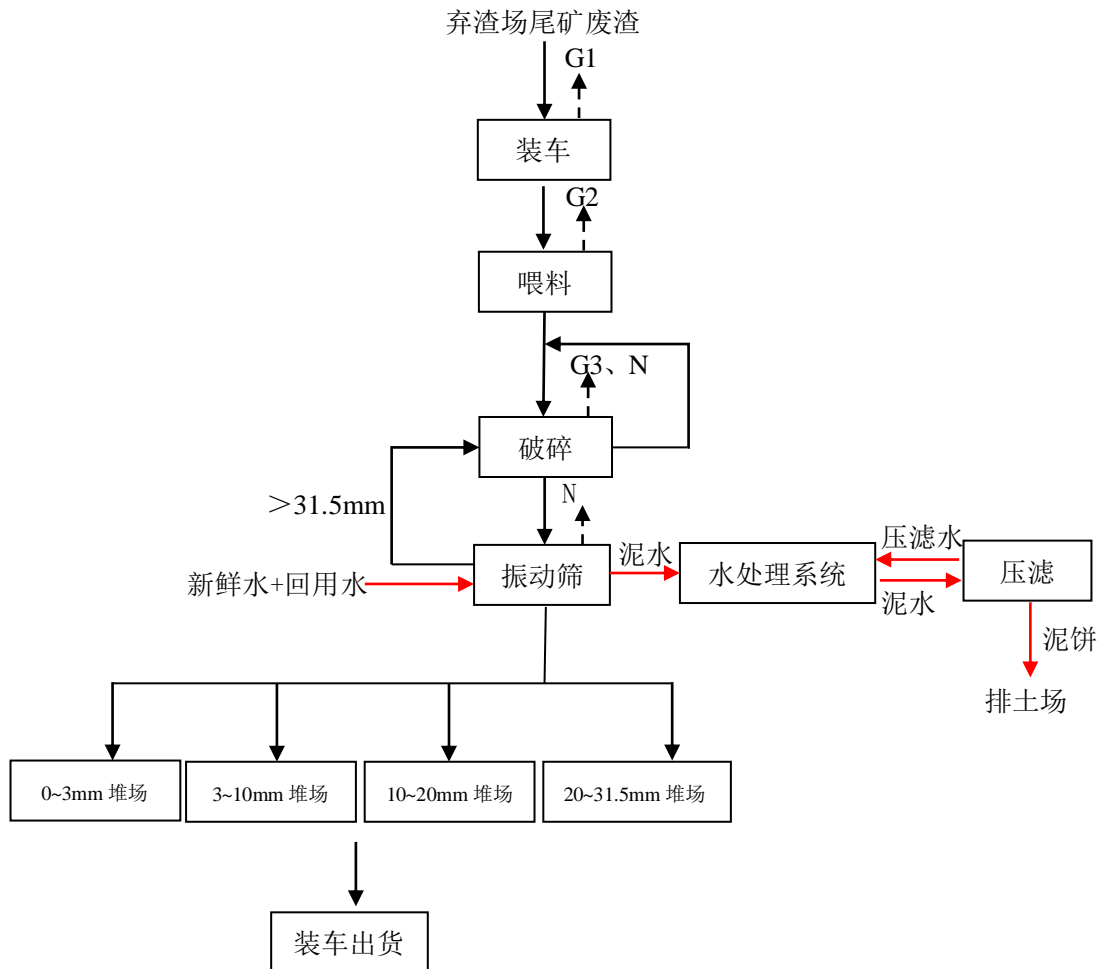 弃渣场尾矿废渣
G1
装车
G2
喂料
G3、N
破碎
>31.5mm
N
新鲜水+回用水
振动筛
泥水
水处理系统
压滤水
泥水
压滤
泥饼
排土场
0~3mm 堆场
3~10mm 堆场
10~20mm 堆场
20~31.5mm 堆场
装车出货